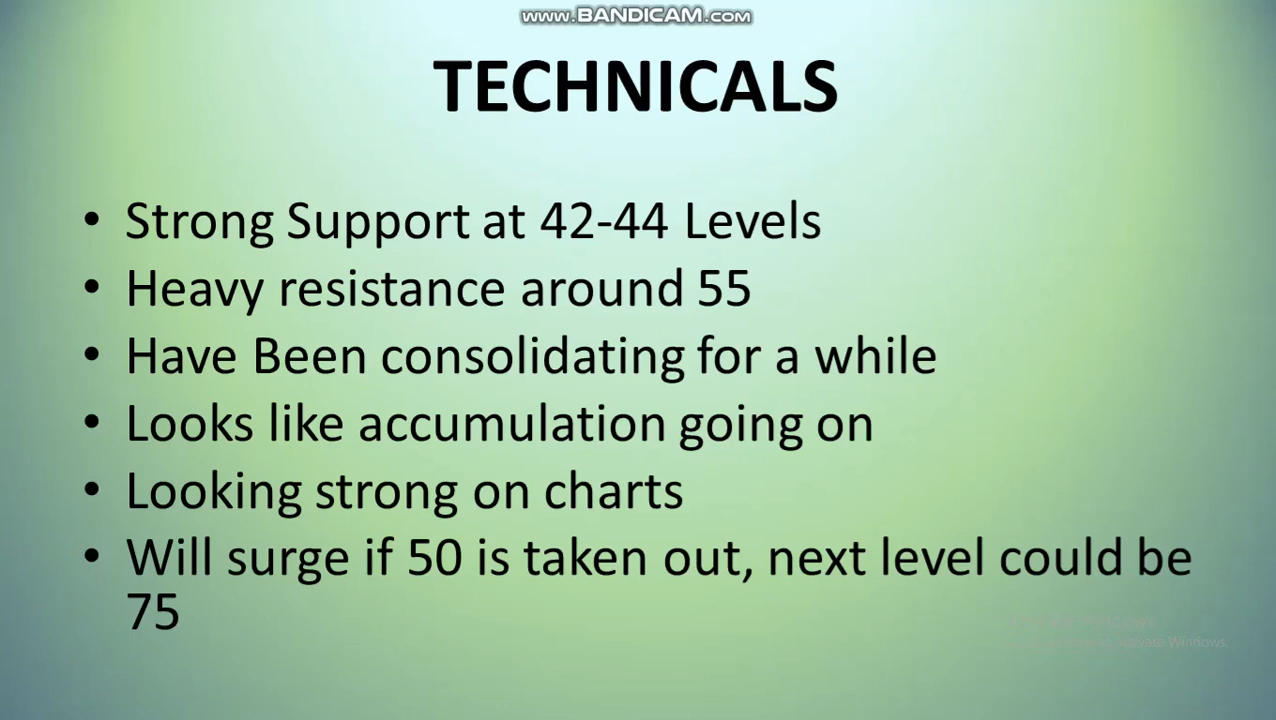 www.BANDICAM.com
TECHNICALS
• Strong Support at 42-44 Levels
• Heavy resistance around 55
• Have Been consolidating for a while
• Looks like accumulation going on
• Looking strong on charts
• Will surge if 50 is taken out, next level could be
75
Windows.